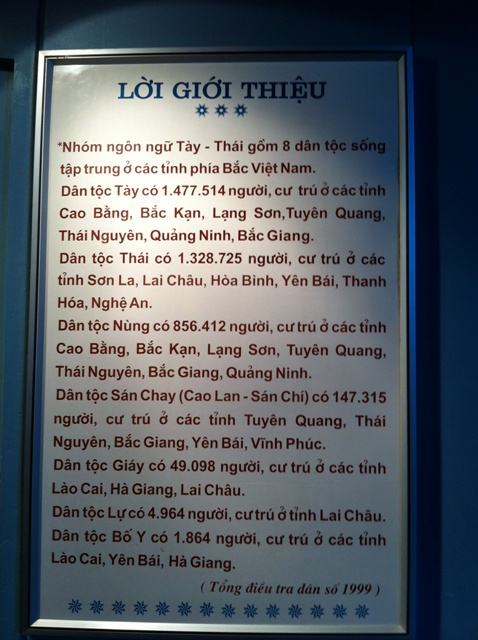 LỜI GIỚI THIỆU
*Nhóm ngôn ngữ Tày - Thái gồm 8 dân tộc sống
tập trung ở các tỉnh phía Bắc Việt Nam.
Dân tộc Tày có 1.477.514 người, cư trú ở các tỉnh
Cao Bằng, Bắc Kạn, Lạng Sơn,Tuyên Quang,
Thái Nguyên, Quảng Ninh, Bắc Giang.
Dân tộc Thái có 1.328.725 người, cư trú ở các
tỉnh Sơn La, Lai Châu, Hòa Bình, Yên Bái, Thanh
Hóa, Nghệ An.
Dân tộc Nùng có 856.412 người, cư trú ở các tỉnh
Cao Bằng, Bắc Kạn, Lạng Sơn, Tuyên Quang,
Thái Nguyên, Bắc Giang, Quảng Ninh.
Dân tộc Sán Chay (Cao Lan - Sán Chí) có 147.315
người, cư trú ở các tỉnh Tuyên Quang, Thái
Nguyên, Bắc Giang, Yên Bái, Vĩnh Phúc.
Dân tộc Giáy có 49.098 người, cư trú ở các tỉnh
Lào Cai, Hà Giang, Lai Châu.
Dân tộc Lự có 4.964 người, cư trú ở tỉnh Lai Châu.
Dân tộc Bố Y có 1.864 người, cư trú ở các tỉnh
Lào Cai, Yên Bái, Hà Giang.
( Tổng điều tra dân số 1999 )